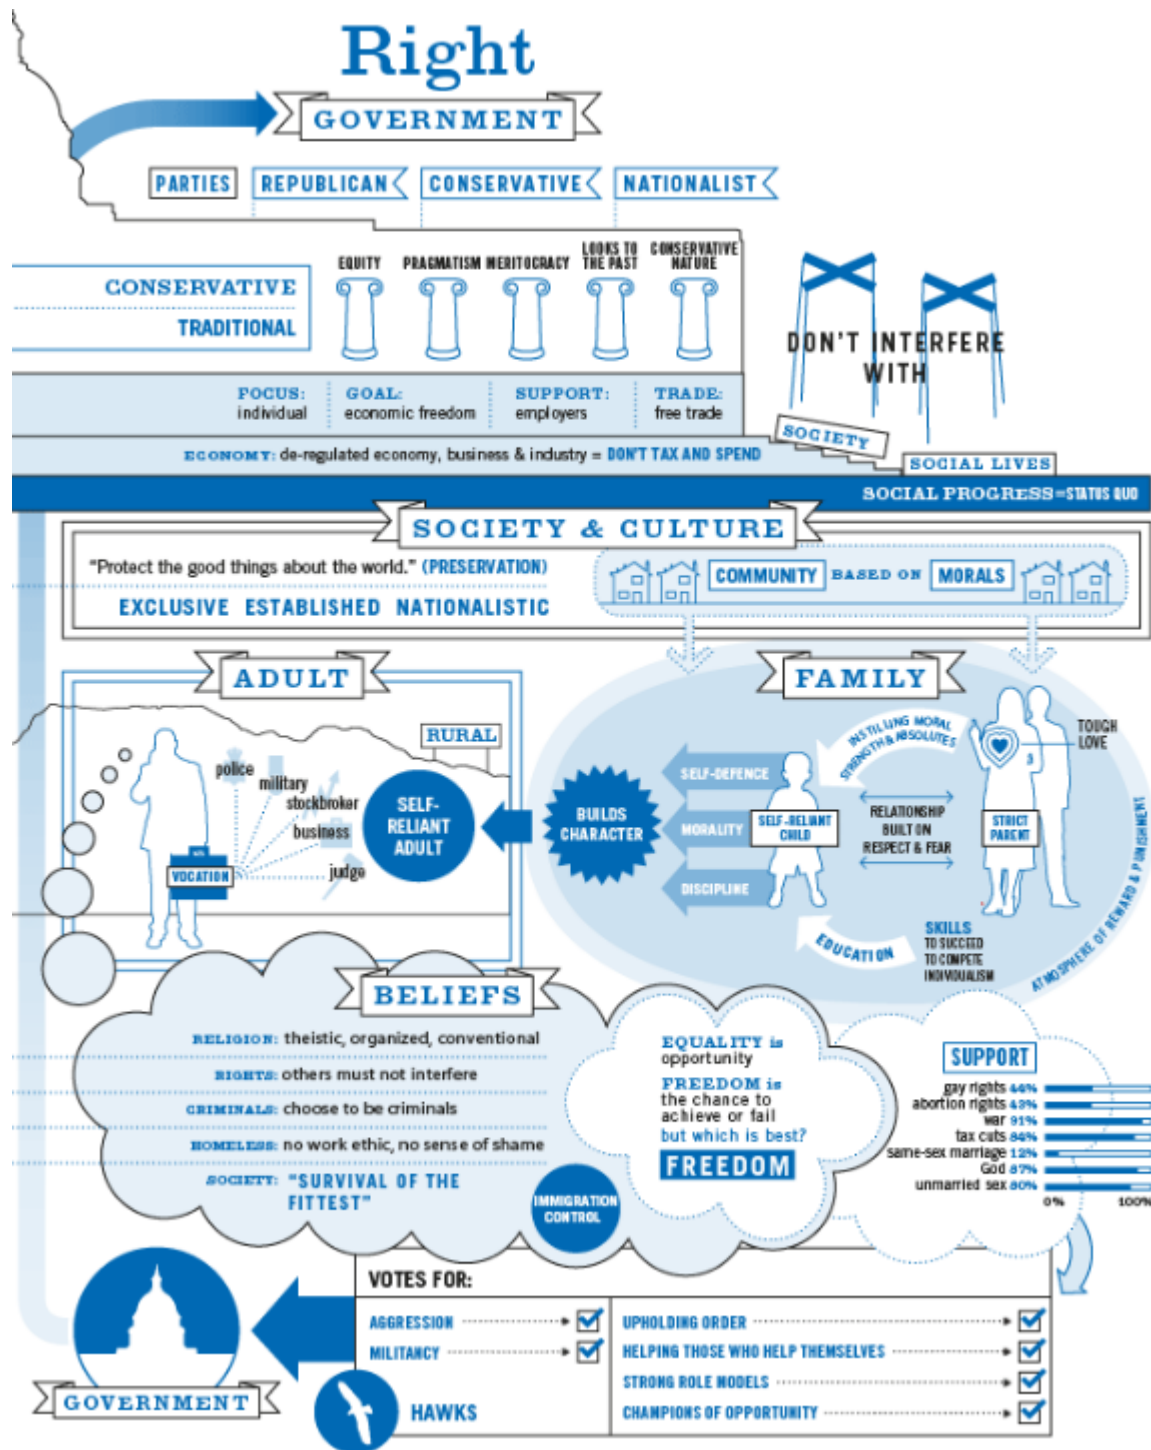 Right
GOVERNMENT
PARTIES
REPUBLICAN
CONSERVATIVE
NATIONALIST
CONSERVATIVE
TRADITIONAL
EQUITY
PRAGMATISM
MERITOCRACY
LOOKS TO
THE PAST
CONSERVATIVE
NATURE
DON'T INTERFERE
WITH
SOCIETY
SOCIAL LIVES
FOCUS:
individual
GOAL:
economic freedom
SUPPORT:
employers
TRADE:
free trade
ECONOMY: de-regulated economy, business & industry = DON'T TAX AND SPEND
SOCIAL PROGRESS=STATUS QUO
SOCIETY & CULTURE
"Protect the good things about the world." (PRESERVATION)
EXCLUSIVE ESTABLISHED NATIONALISTIC
COMMUNITY BASED ON MORALS
ADULT
RURAL
police
military
stockbroker
business
judge
VOCATION
SELF-
RELIANT
ADULT
FAMILY
INSTILLING MORAL
STRENGTH & ABSOLUTES
TOUGH
LOVE
BUILDS
CHARACTER
SELF-DEFENCE
MORALITY
DISCIPLINE
SELF-RELIANT
CHILD
RELATIONSHIP
BUILT ON
RESPECT & FEAR
STRICT
PARENT
EDUCATION
SKILLS
TO SUCCEED
TO COMPETE
INDIVIDUALISM
ATMOSPHERE OF REWARD & PUNISHMENT
BELIEFS
RELIGION: theistic, organized, conventional
RIGHTS: others must not interfere
CRIMINALS: choose to be criminals
HOMELESS: no work ethic, no sense of shame
SOCIETY: "SURVIVAL OF THE
FITTEST"
IMMIGRATION
CONTROL
EQUALITY is
opportunity
FREEDOM is
the chance to
achieve or fail
but which is best?
FREEDOM
SUPPORT
gay rights 44%
abortion rights 43%
war 91%
tax cuts 84%
same-sex marriage 12%
God 87%
unmarried sex 80%
0% 100%
VOTES FOR:
AGGRESSION
MILITANCY
HAWKS
UPHOLDING ORDER
HELPING THOSE WHO HELP THEMSELVES
STRONG ROLE MODELS
CHAMPIONS OF OPPORTUNITY
GOVERNMENT